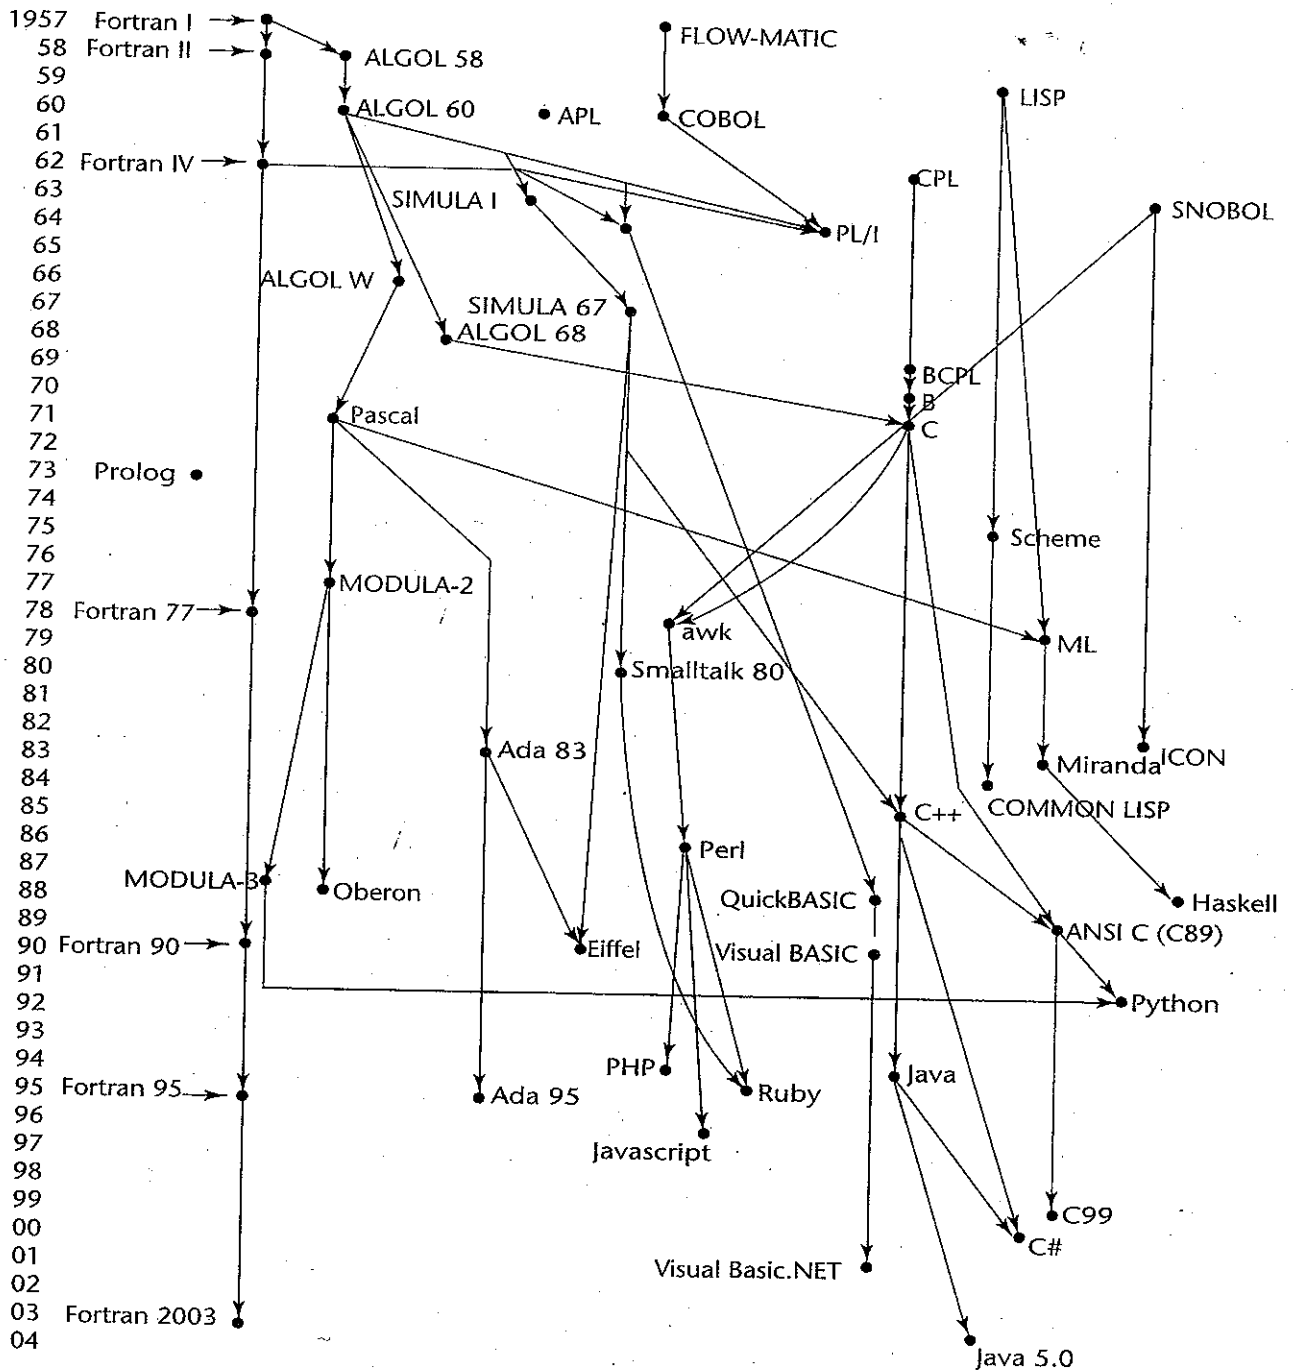 1957 Fortran I
FLOW-MATIC
58 Fortran II
ALGOL 58
59
LISP
60
ALGOL 60
APL
COBOL
61
62 Fortran IV
CPL
63
SIMULA I
SNOBOL
64
PL/I
65
66
ALGOL W
67
SIMULA 67
68
ALGOL 68
69
BCPL
70
B
71
Pascal
C
72
73
Prolog
74
75
Scheme
76
77
MODULA-2
78 Fortran 77
awk
79
ML
80
Smalltalk 80
81
82
83
Ada 83
ICON
84
Miranda
85
COMMON LISP
C++
86
Perl
87
MODULA-3
88
Oberon
QuickBASIC
Haskell
89
ANSI C (C89)
90 Fortran 90
Eiffel
Visual BASIC
91
92
Python
93
94
PHP
Java
95 Fortran 95
Ada 95
Ruby
96
97
Javascript
98
99
C99
00
C#
01
Visual Basic.NET
02
03 Fortran 2003
04
Java 5.0